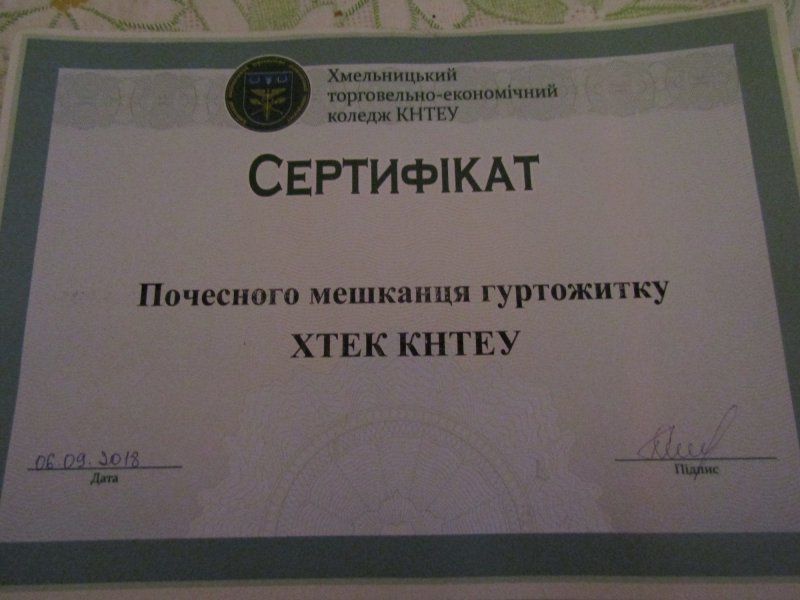 Хмельницький
торговельно-економічний
коледж КНТЕУ
СЕРТИФІКАТ
Почесного мешканця гуртожитку
ХТЕК КНТЕУ
06.09.2018
Дата
Підпис